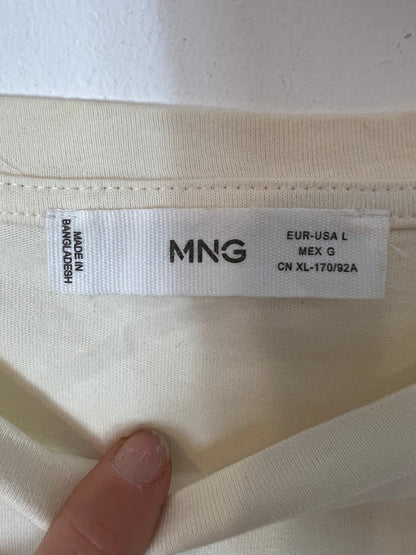 MADE IN
BANGLADESH
MNG
EUR-USA L
MEX G
CN XL-170/92A